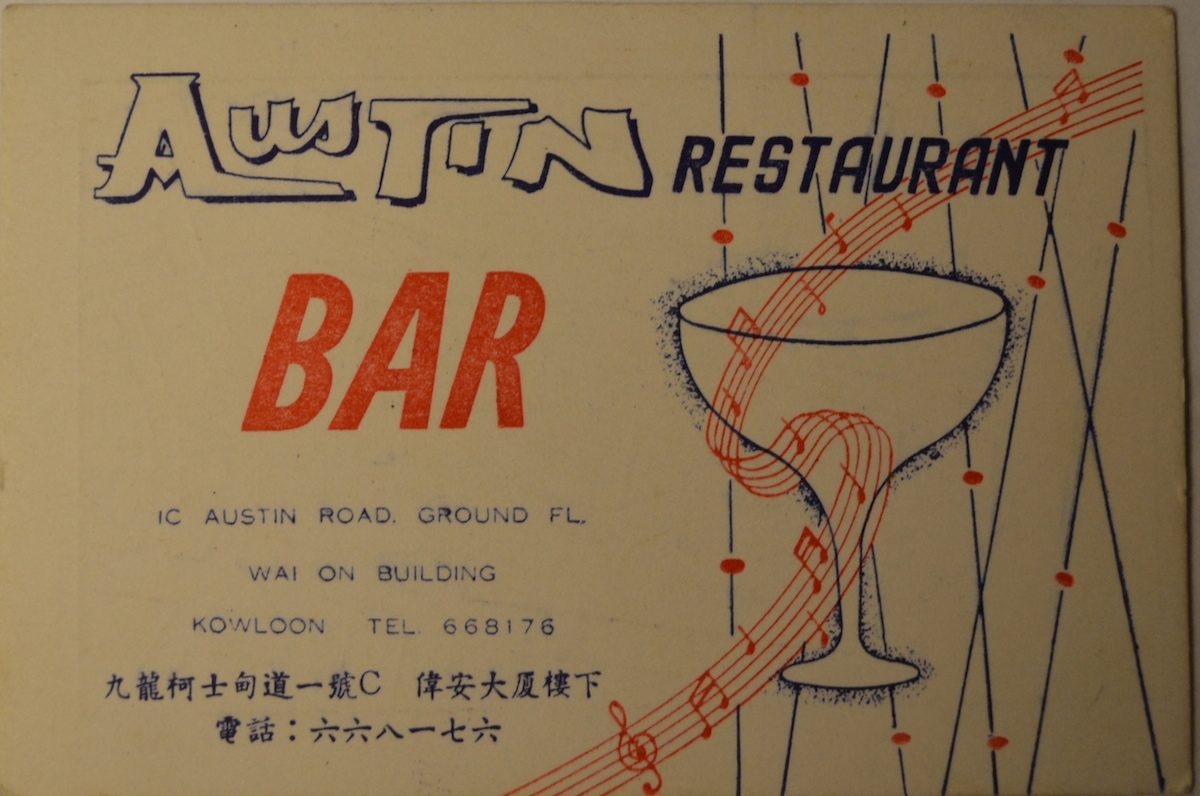 AUSTIN RESTAURANT
BAR
1C AUSTIN ROAD. GROUND FL.
WAI ON BUILDING
KOWLOON TEL. 668176
九龍柯士甸道一號C 偉安大厦樓下
電話：六六八一七六